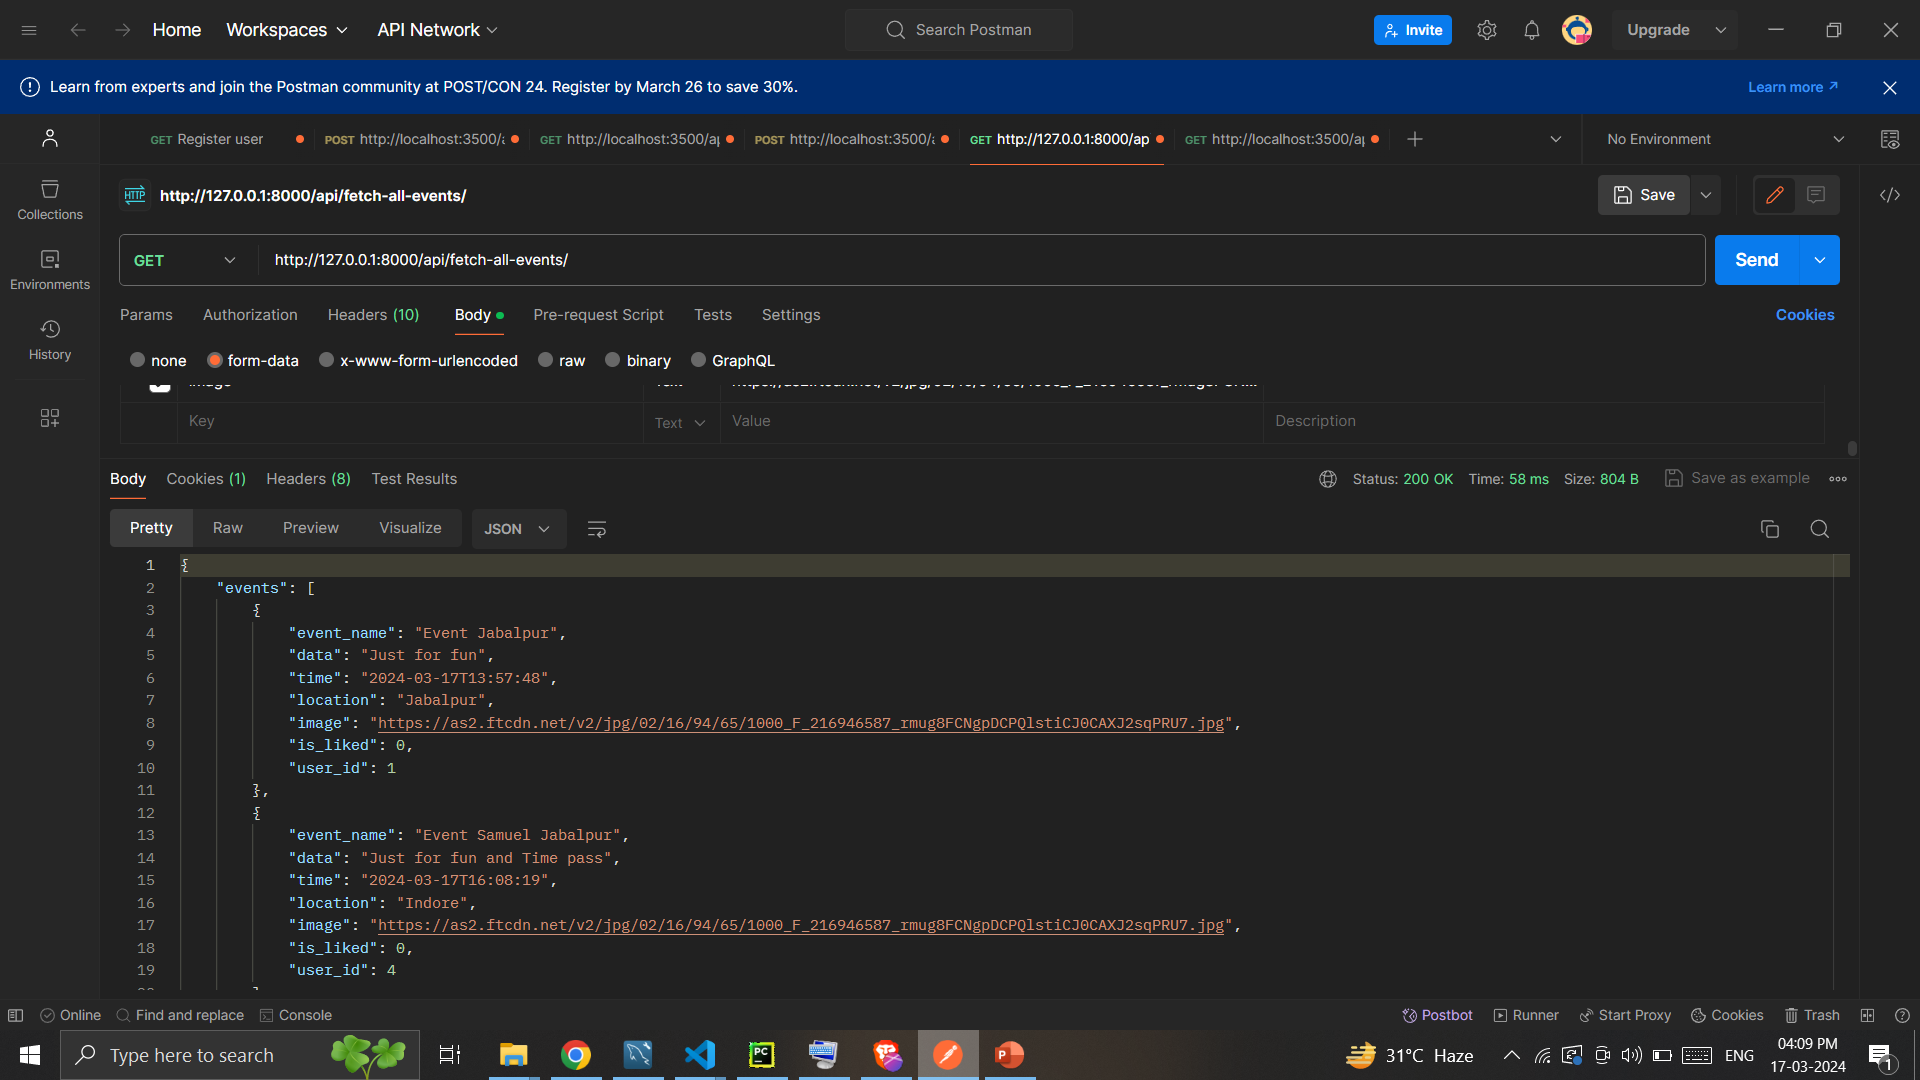 Home Workspaces API Network Search Postman Invite Upgrade
Learn from experts and join the Postman community at POST/CON 24. Register by March 26 to save 30%. Learn more
GET Register user POST http://localhost:3500/ GET http://localhost:3500/ap POST http://localhost:3500/ GET http://127.0.0.1:8000/ap GET http://localhost:3500/ap No Environment
HTTP http://127.0.0.1:8000/api/fetch-all-events/ Save
Collections
Environments
History
GET http://127.0.0.1:8000/api/fetch-all-events/ Send
Params Authorization Headers (10) Body Pre-request Script Tests Settings Cookies
none form-data x-www-form-urlencoded raw binary GraphQL
Key Text Value Description
Body Cookies (1) Headers (8) Test Results Status: 200 OK Time: 58 ms Size: 804 B Save as example
Pretty Raw Preview Visualize JSON
1 {
2 "events": [
3 {
4 "event_name": "Event Jabalpur",
5 "data": "Just for fun",
6 "time": "2024-03-17T13:57:48",
7 "location": "Jabalpur",
8 "image": "https://as2.ftcdn.net/v2/jpg/02/16/94/65/1000_F_216946587_rmug8FCNgpDCPQlstiCJ0CAXJ2sqPRU7.jpg",
9 "is_liked": 0,
10 "user_id": 1
11 },
12 {
13 "event_name": "Event Samuel Jabalpur",
14 "data": "Just for fun and Time pass",
15 "time": "2024-03-17T16:08:19",
16 "location": "Indore",
17 "image": "https://as2.ftcdn.net/v2/jpg/02/16/94/65/1000_F_216946587_rmug8FCNgpDCPQlstiCJ0CAXJ2sqPRU7.jpg",
18 "is_liked": 0,
19 "user_id": 4
Online Find and replace Console Postbot Runner Start Proxy Cookies Trash
Type here to search PC 31°C Haze ENG 04:09 PM
17-03-2024 1